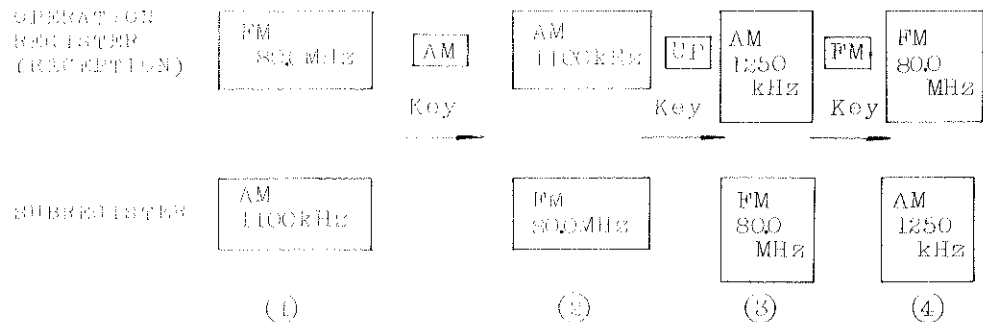 OPERATION
REGISTER
(RACEPTION)
FM
80.0 MHz
AM
Key
AM
1100kHz
UP
Key
AM
1250
kHz
FM
Key
FM
80.0
MHz
SUBREGISTER
AM
1100kHz
FM
80.0MHz
FM
80.0
MHz
AM
1250
kHz
(1)
(2)
(3)
(4)